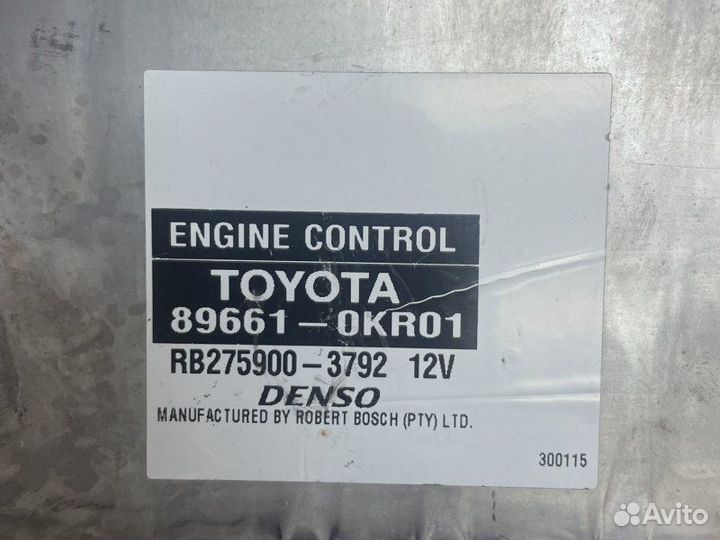 ENGINE CONTROL
TOYOTA
89661-0KR01
RB275900-3792 12V
DENSO
MANUFACTURED BY ROBERT BOSCH (PTY) LTD.
300115
Avito